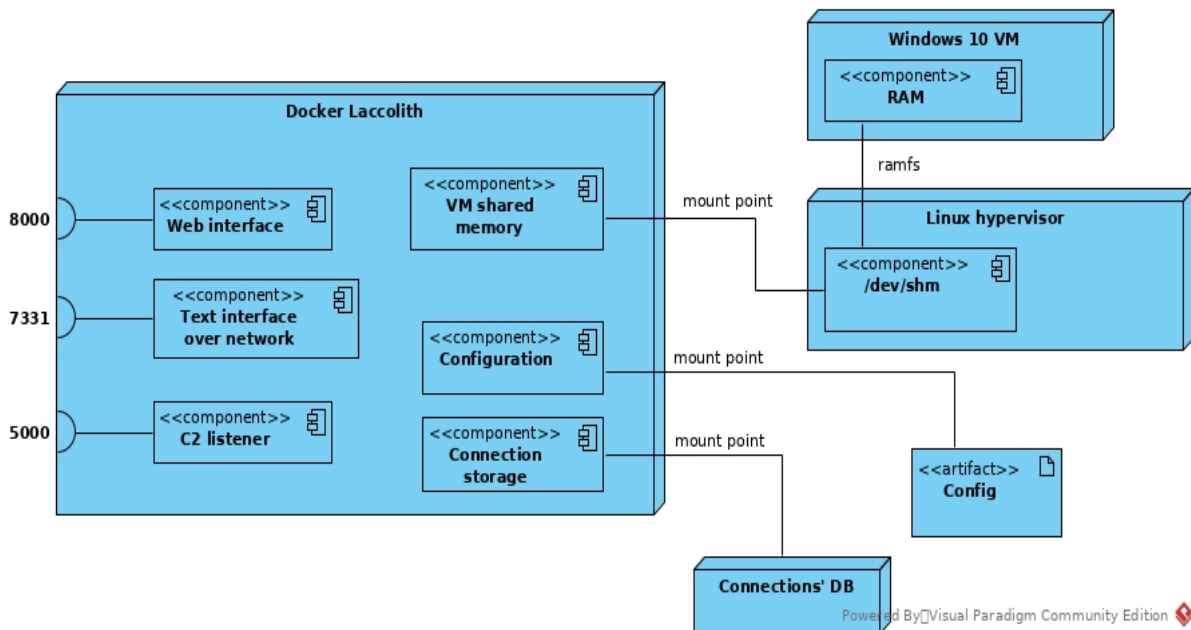 Windows 10 VM
<<component>>
RAM
ramfs
Docker Laccolith
8000
<<component>>
Web interface
7331
<<component>>
Text interface
over network
5000
<<component>>
C2 listener
<<component>>
VM shared
memory
mount point
<<component>>
Configuration
mount point
<<component>>
Connection
storage
mount point
Linux hypervisor
<<component>>
/dev/shm
<<artifact>>
Config
Connections' DB
Powered By Visual Paradigm Community Edition